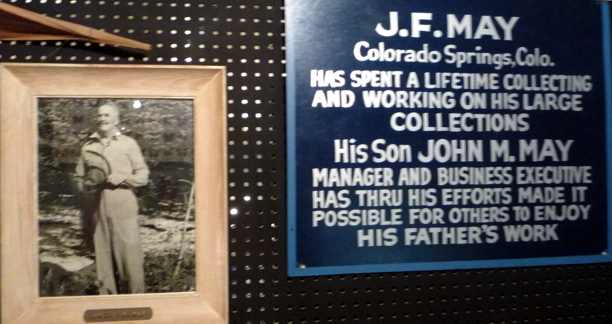 J.F. MAY
Colorado Springs, Colo.
HAS SPENT A LIFETIME COLLECTING
AND WORKING ON HIS LARGE
COLLECTIONS
His Son JOHN M. MAY
MANAGER AND BUSINESS EXECUTIVE
HAS THRU HIS EFFORTS MADE IT
POSSIBLE FOR OTHERS TO ENJOY
HIS FATHER'S WORK